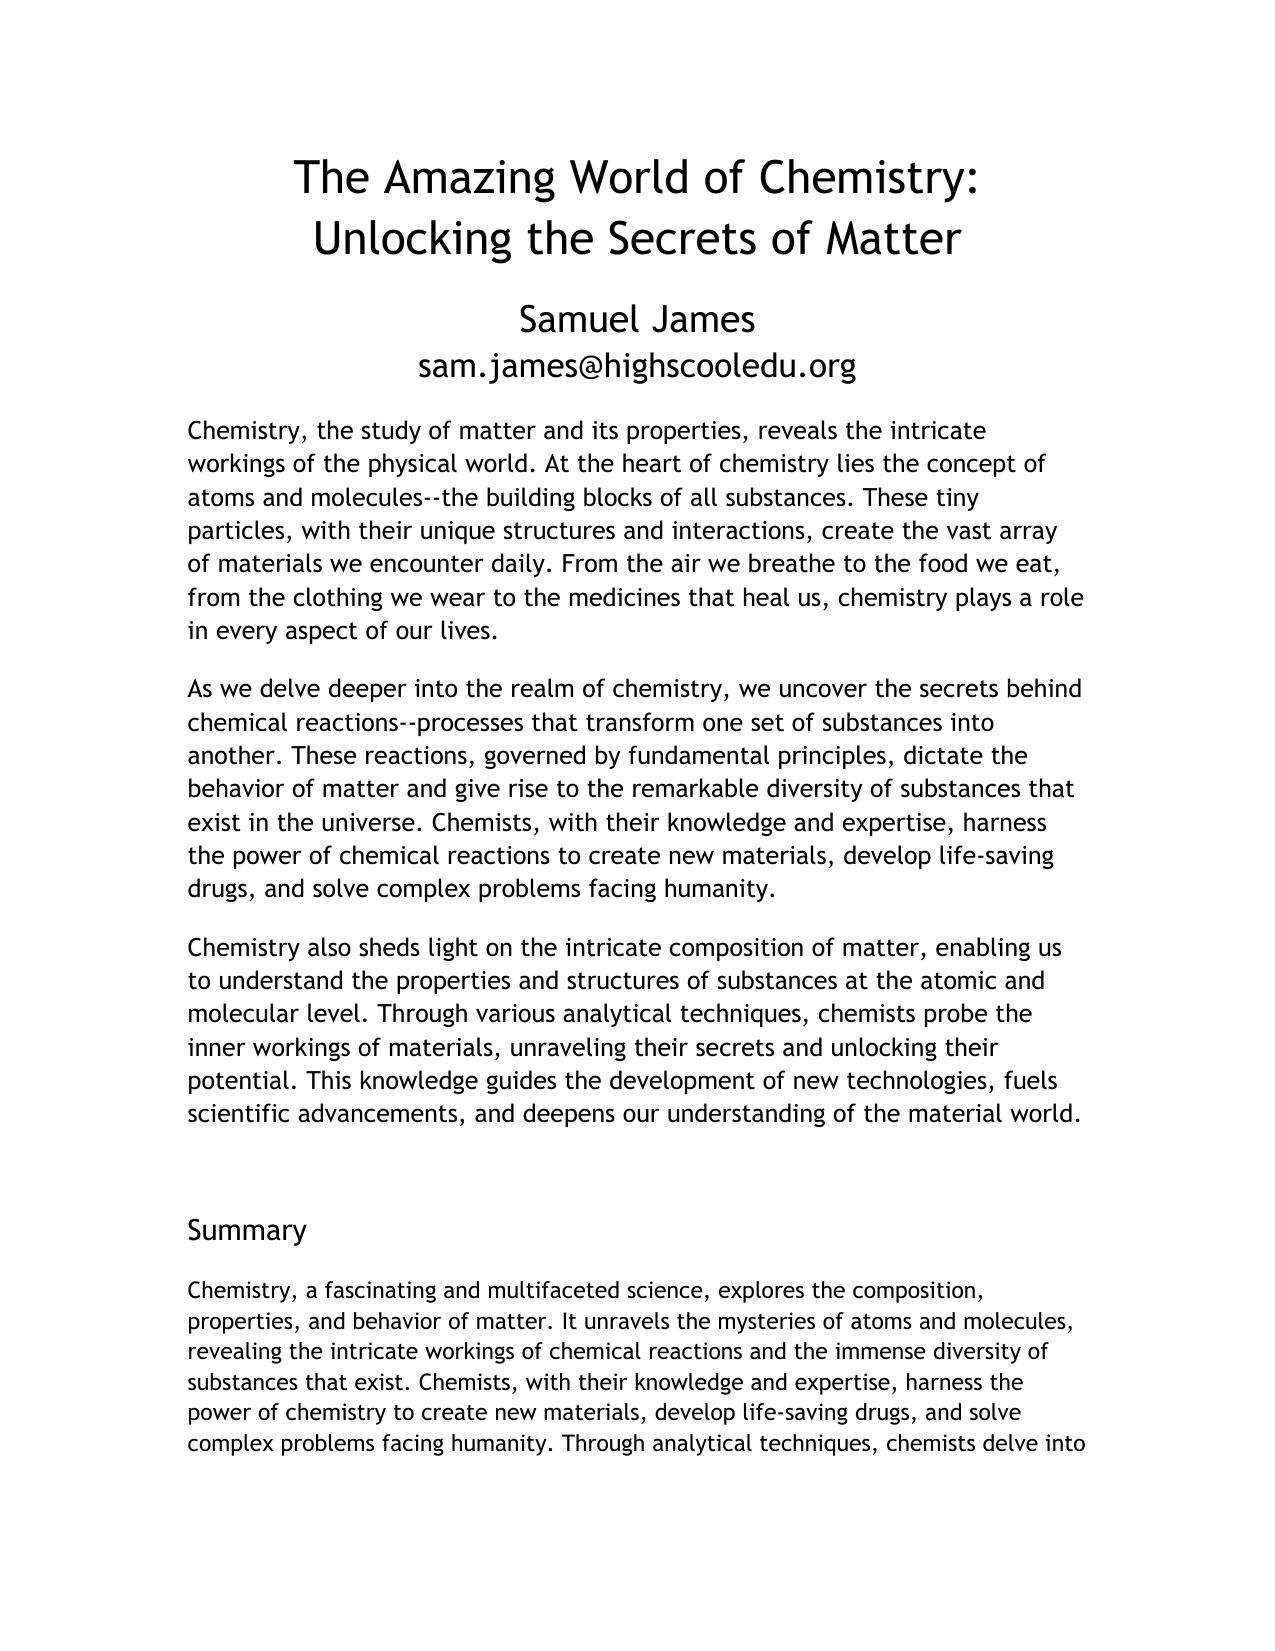 The Amazing World of Chemistry:
Unlocking the Secrets of Matter
Samuel James
sam.james@highscooledu.org
Chemistry, the study of matter and its properties, reveals the intricate
workings of the physical world. At the heart of chemistry lies the concept of
atoms and molecules--the building blocks of all substances. These tiny
particles, with their unique structures and interactions, create the vast array
of materials we encounter daily. From the air we breathe to the food we eat,
from the clothing we wear to the medicines that heal us, chemistry plays a role
in every aspect of our lives.
As we delve deeper into the realm of chemistry, we uncover the secrets behind
chemical reactions--processes that transform one set of substances into
another. These reactions, governed by fundamental principles, dictate the
behavior of matter and give rise to the remarkable diversity of substances that
exist in the universe. Chemists, with their knowledge and expertise, harness
the power of chemical reactions to create new materials, develop life-saving
drugs, and solve complex problems facing humanity.
Chemistry also sheds light on the intricate composition of matter, enabling us
to understand the properties and structures of substances at the atomic and
molecular level. Through various analytical techniques, chemists probe the
inner workings of materials, unraveling their secrets and unlocking their
potential. This knowledge guides the development of new technologies, fuels
scientific advancements, and deepens our understanding of the material world.
Summary
Chemistry, a fascinating and multifaceted science, explores the composition,
properties, and behavior of matter. It unravels the mysteries of atoms and molecules,
revealing the intricate workings of chemical reactions and the immense diversity of
substances that exist. Chemists, with their knowledge and expertise, harness the
power of chemistry to create new materials, develop life-saving drugs, and solve
complex problems facing humanity. Through analytical techniques, chemists delve into